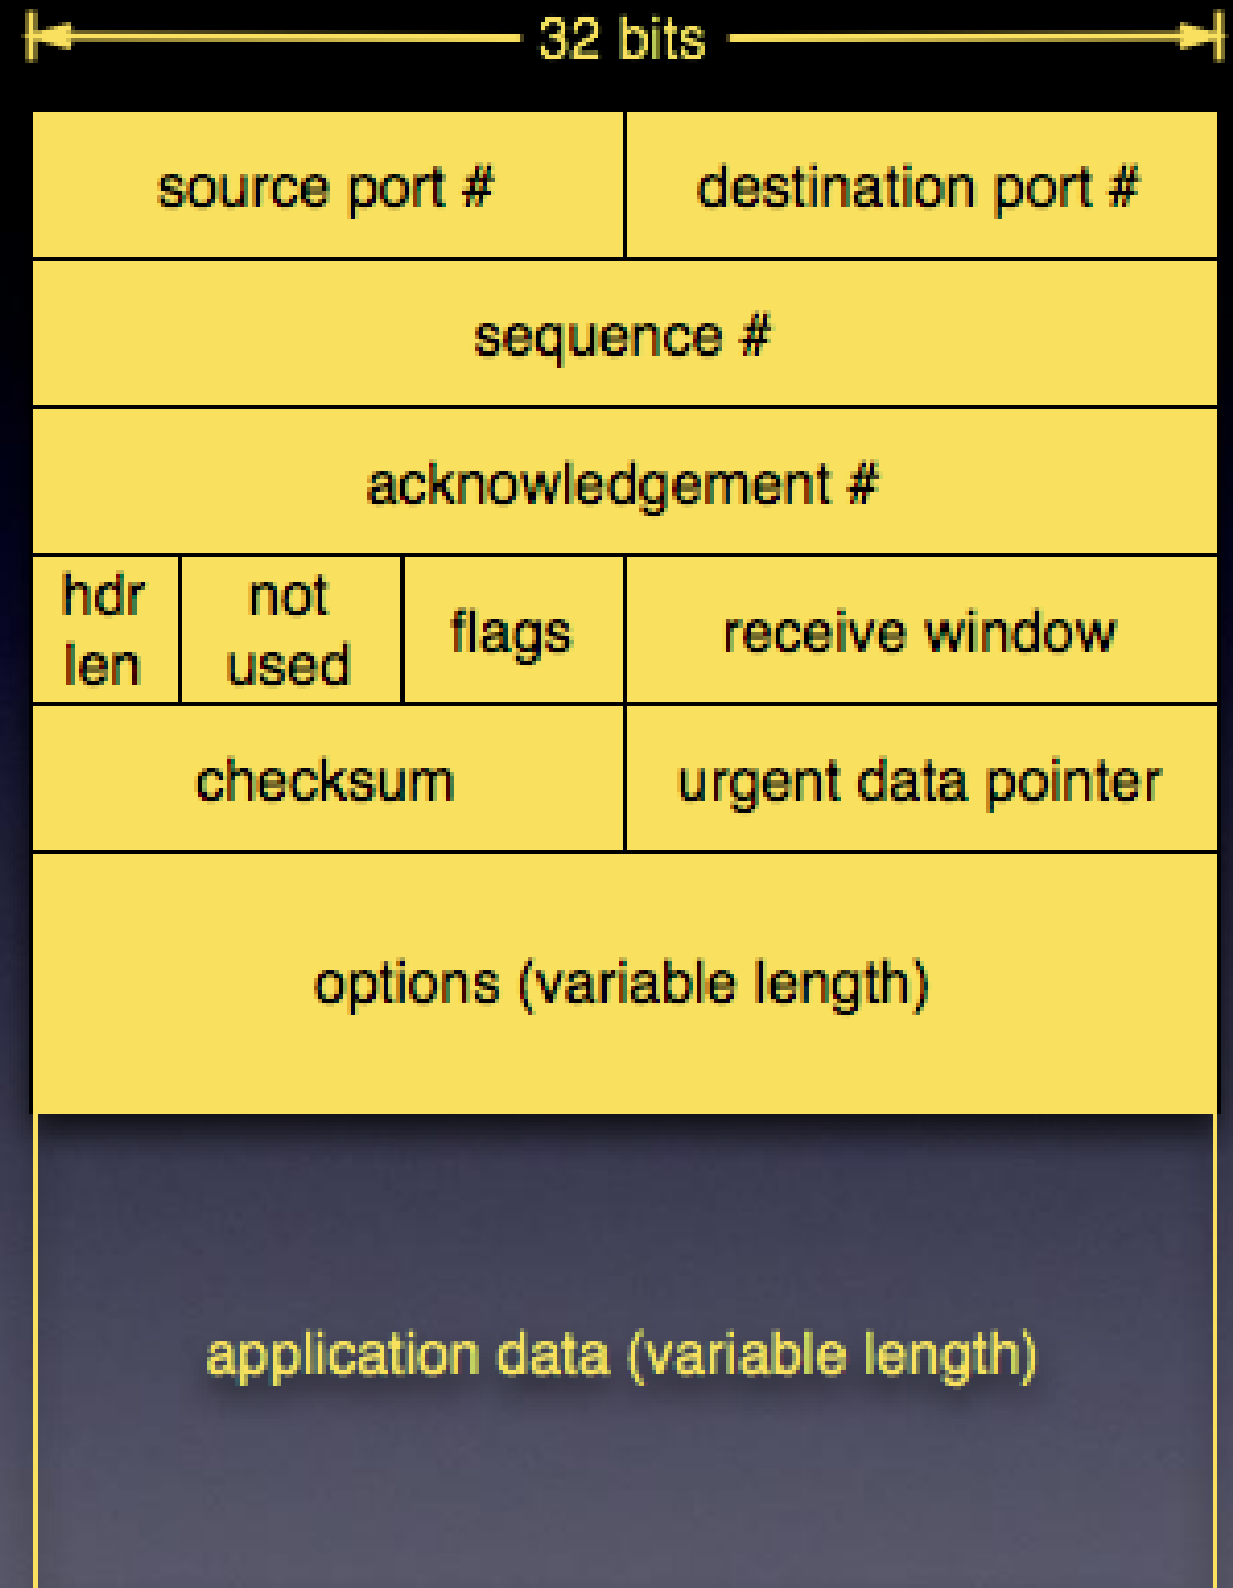 32 bits
source port #
destination port #
sequence #
acknowledgement #
hdr
len
not
used
flags
receive window
checksum
urgent data pointer
options (variable length)
application data (variable length)